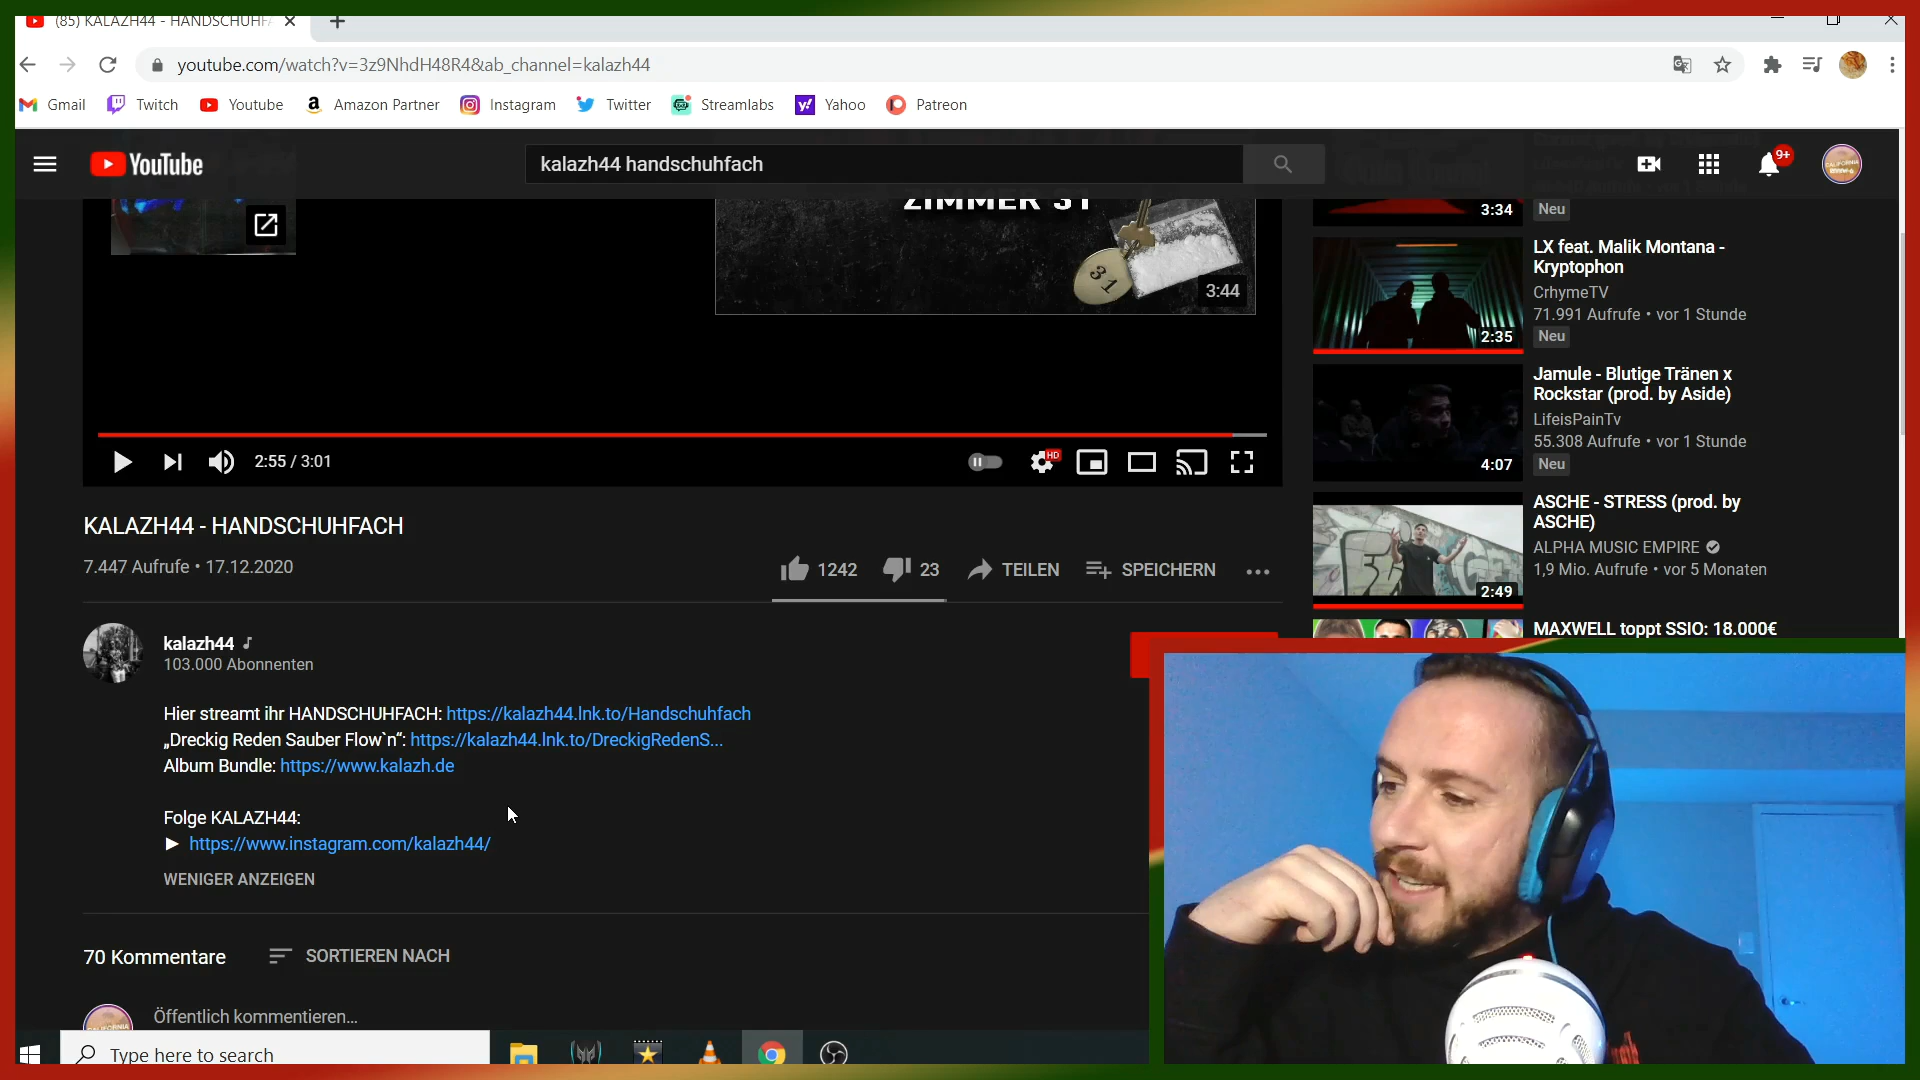 (85) KALAZH44 - HANDSCHUHFA
youtube.com/watch?v=3z9NhdH48R4&ab_channel=kalazh44
Gmail Twitch Youtube Amazon Partner Instagram Twitter Streamlabs Yahoo Patreon
YouTube
kalazh44 handschuhfach
9+
ZIMMER 31
31
3:44
3:34
Neu
LX feat. Malik Montana -
Kryptophon
CrhymeTV
71.991 Aufrufe • vor 1 Stunde
2:35
Neu
Jamule - Blutige Tränen x
Rockstar (prod. by Aside)
LifeisPainTv
55.308 Aufrufe • vor 1 Stunde
4:07
Neu
2:55 / 3:01
HD
ASCHE - STRESS (prod. by
ASCHE)
ALPHA MUSIC EMPIRE
1,9 Mio. Aufrufe • vor 5 Monaten
2:49
MAXWELL toppt SSIO: 18.000€
KALAZH44 - HANDSCHUHFACH
7.447 Aufrufe • 17.12.2020
1242 23 TEILEN SPEICHERN
kalazh44
103.000 Abonnenten
Hier streamt ihr HANDSCHUHFACH: https://kalazh44.lnk.to/Handschuhfach
„Dreckig Reden Sauber Flow`n“: https://kalazh44.lnk.to/DreckigRedenS...
Album Bundle: https://www.kalazh.de
Folge KALAZH44:
► https://www.instagram.com/kalazh44/
WENIGER ANZEIGEN
70 Kommentare SORTIEREN NACH
Öffentlich kommentieren...
Type here to search